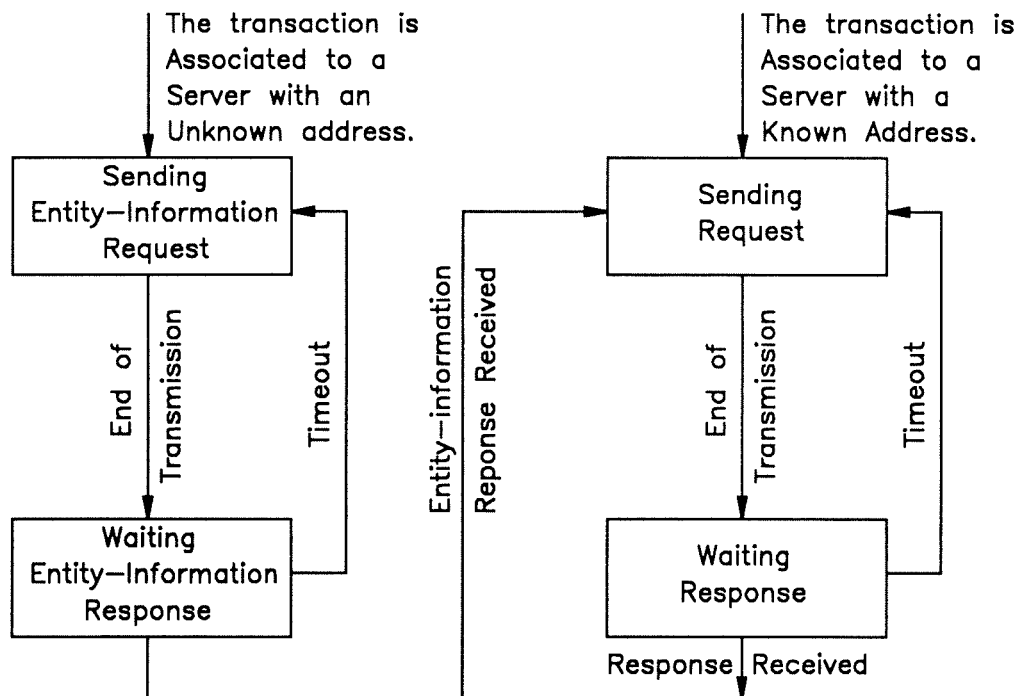 The transaction is
Associated to a
Server with an
Unknown address.
Sending
Entity-Information
Request
End of
Transmission
Timeout
Waiting
Entity-Information
Response
Entity-information
Reponse Received
The transaction is
Associated to a
Server with a
Known Address.
Sending
Request
End of
Transmission
Timeout
Waiting
Response
Response Received